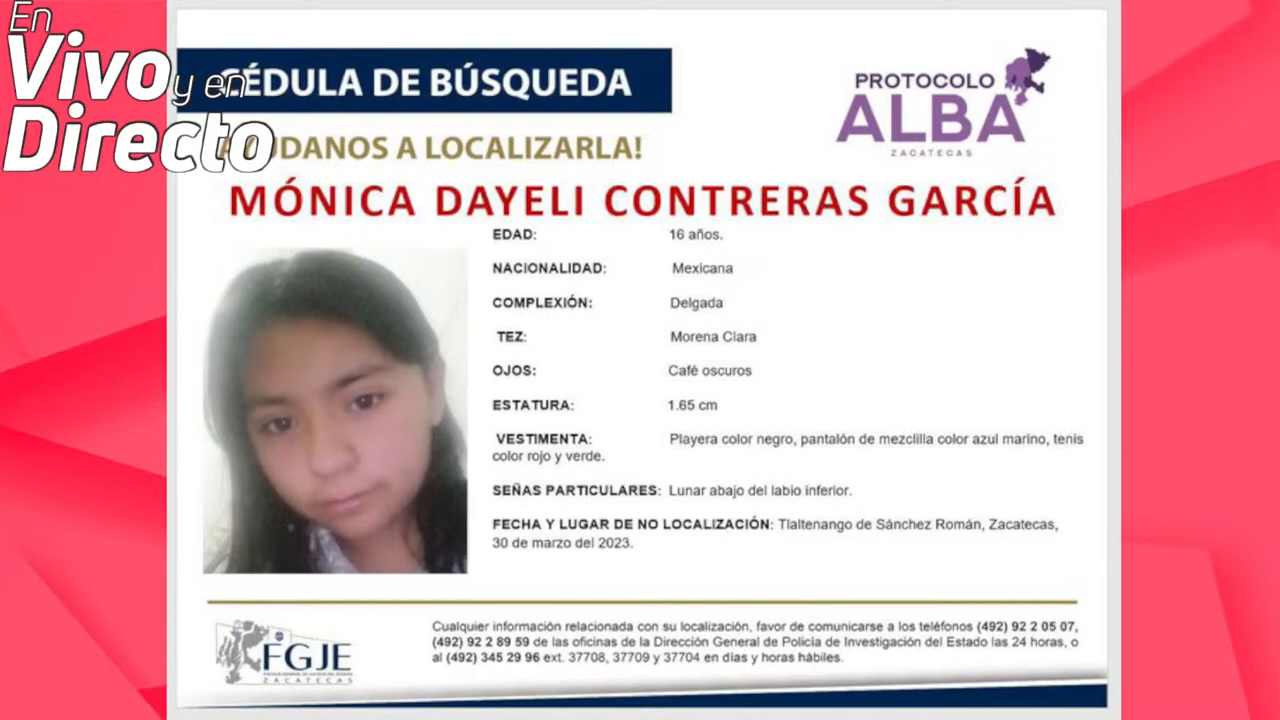 En
Vivo y en
Directo
CÉDULA DE BÚSQUEDA
PROTOCOLO
ALBA
ZACATECAS
DANOS A LOCALIZARLA!
MÓNICA DAYELI CONTRERAS GARCÍA
EDAD: 16 años.
NACIONALIDAD: Mexicana
COMPLEXIÓN: Delgada
TEZ: Morena Clara
OJOS: Café oscuros
ESTATURA: 1.65 cm
VESTIMENTA: Playera color negro, pantalón de mezclilla color azul marino, tenis
color rojo y verde.
SEÑAS PARTICULARES: Lunar abajo del labio inferior.
FECHA Y LUGAR DE NO LOCALIZACIÓN: Tlaltenango de Sánchez Román, Zacatecas,
30 de marzo del 2023.
FGJE
ZACATECAS
Cualquier información relacionada con su localización, favor de comunicarse a los teléfonos (492) 92 2 05 07,
(492) 92 2 89 59 de las oficinas de la Dirección General de Policía de Investigación del Estado las 24 horas, o
al (492) 345 29 96 ext. 37708, 37709 y 37704 en días y horas hábiles.